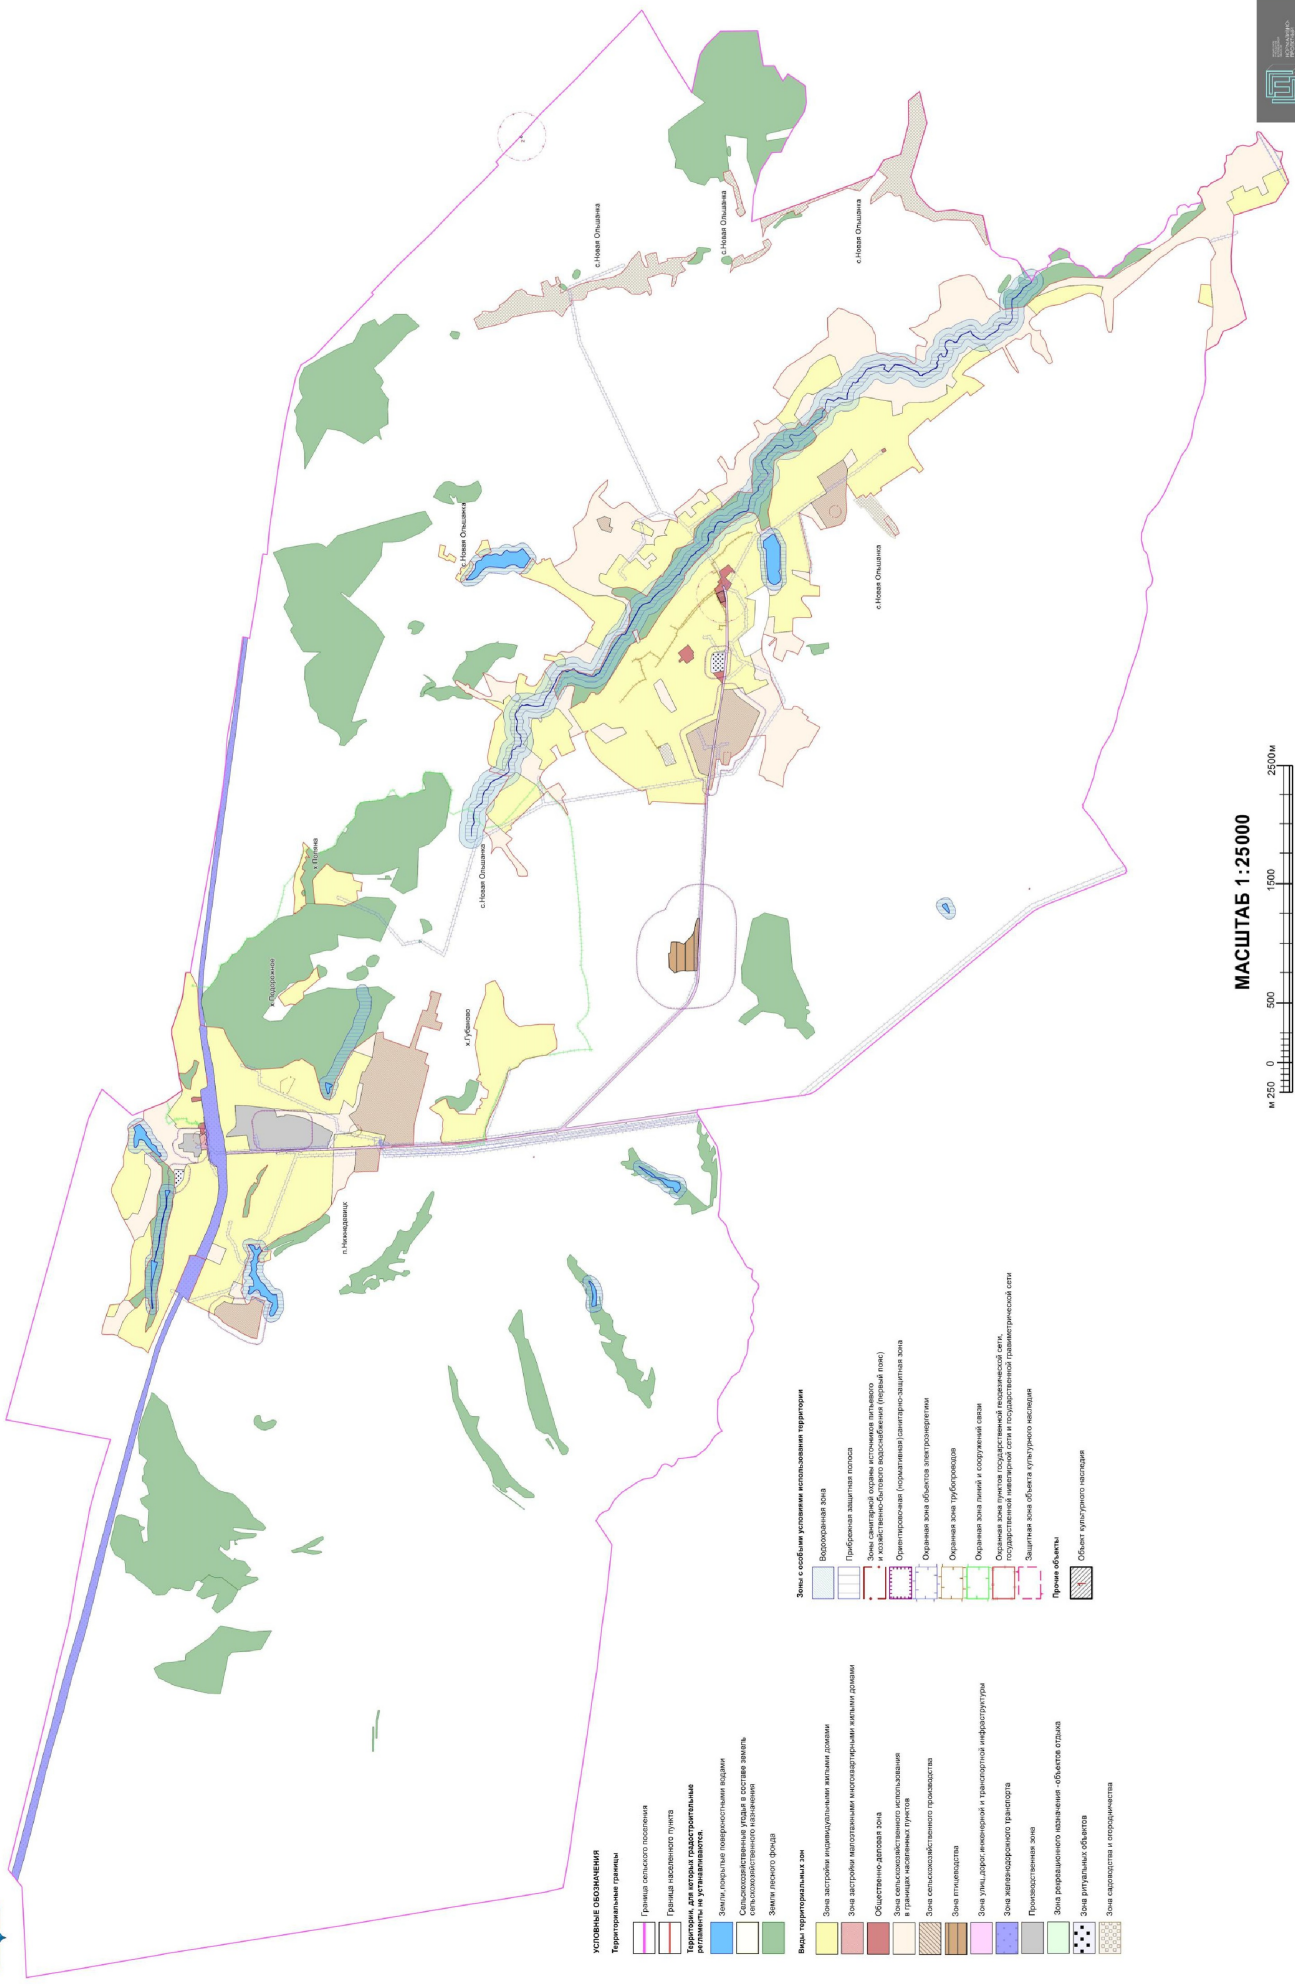 с.Новая Ольшанка
с.Новая Ольшанка
с.Новая Ольшанка
с.Новая Ольшанка
с.Новая Ольшанка
с.Новая Ольшанка
х.Поляна
х.Подорожное
х.Губаново
п.Нижнедевицк
МАСШТАБ 1:25000
м 250 0 500 1500 2500м
УСЛОВНЫЕ ОБОЗНАЧЕНИЯ
Территориальные границы
Граница сельского поселения
Граница населенного пункта
Территории, для которых градостроительные
регламенты не устанавливаются.
Земли, покрытые поверхностными водами
Сельскохозяйственные угодья в составе земель
сельскохозяйственного назначения
Земли лесного фонда
Виды территориальных зон
Зона застройки индивидуальными жилыми домами
Зона застройки малоэтажными многоквартирными жилыми домами
Общественно-деловая зона
Зона сельскохозяйственного использования
в границах населенных пунктов
Зона сельскохозяйственного производства
Зона птицеводства
Зона улиц, дорог, инженерной и транспортной инфраструктуры
Зона железнодорожного транспорта
Производственная зона
Зона рекреационного назначения - объектов отдыха
Зона ритуальных объектов
Зона садоводства и огородничества
Зоны с особыми условиями использования территории
Водоохранная зона
Прибрежная защитная полоса
Зоны санитарной охраны источников питьевого
и хозяйственно-бытового водоснабжения (первый пояс)
Ориентировочная (нормативная) санитарно-защитная зона
Охранная зона объектов электроэнергетики
Охранная зона трубопроводов
Охранная зона линий и сооружений связи
Охранная зона пунктов государственной геодезической сети,
государственной нивелирной сети и государственной гравиметрической сети
Защитная зона объекта культурного наследия
Прочие объекты
1
Объект культурного наследия